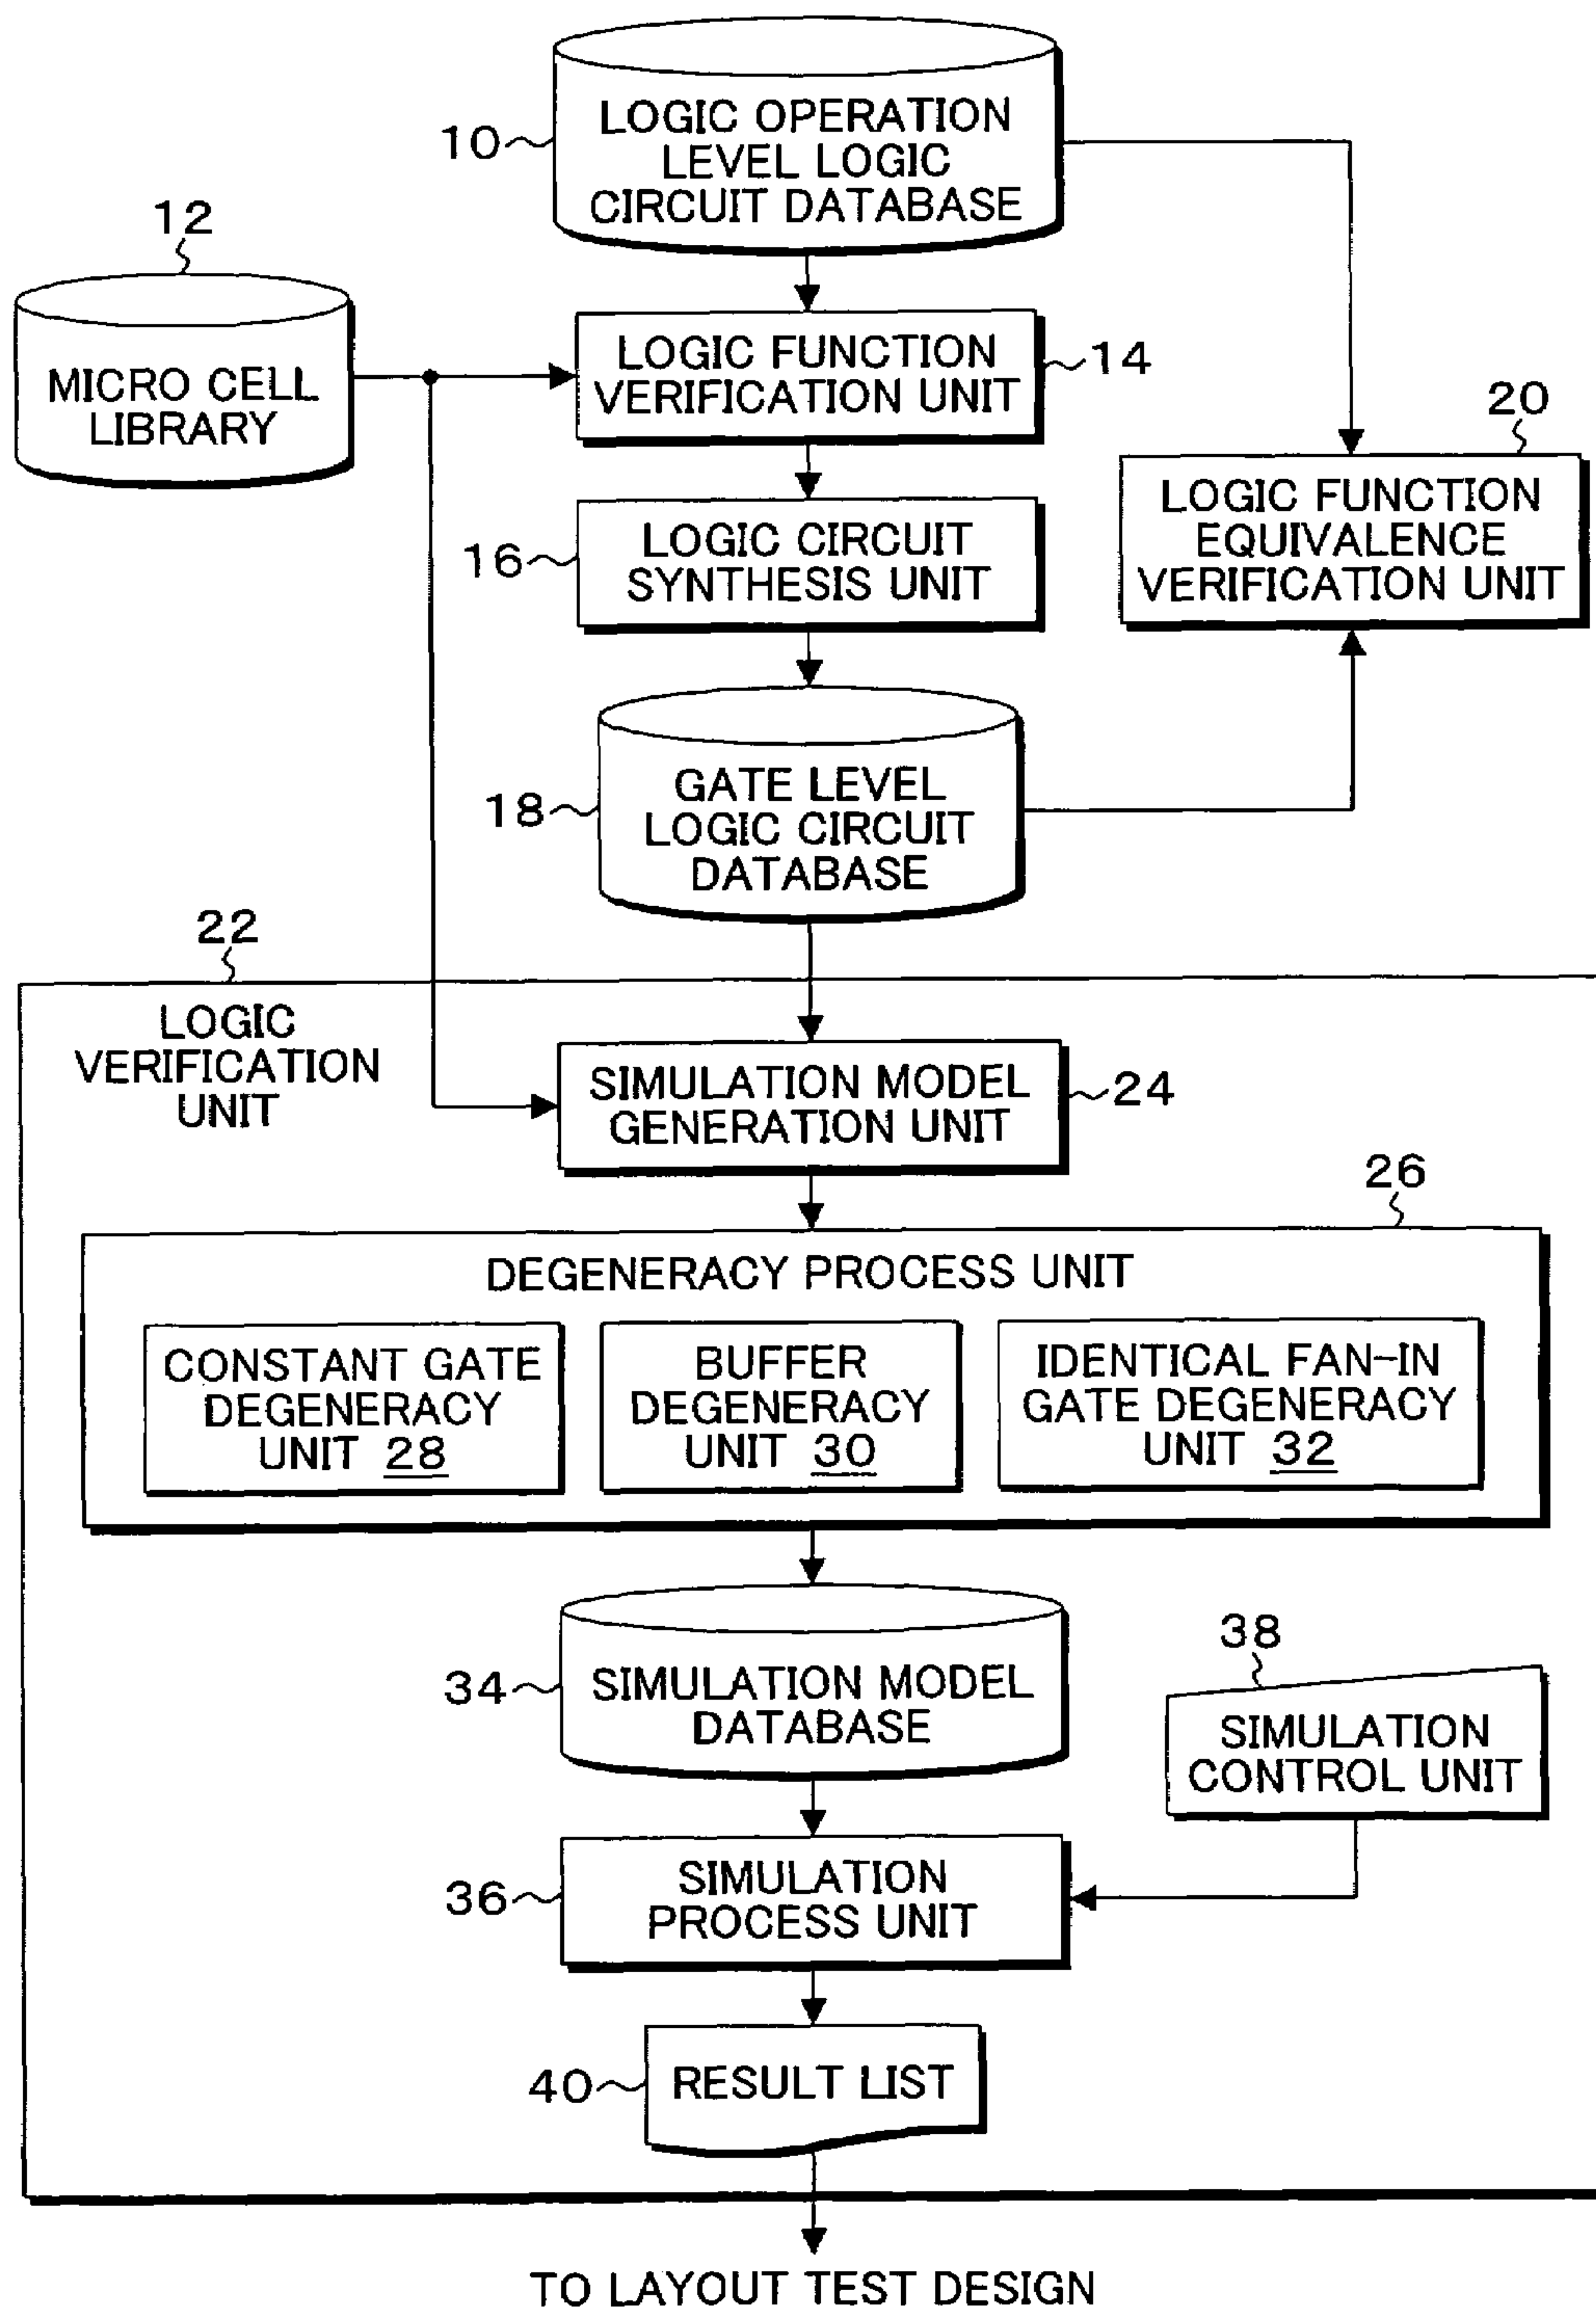 LOGIC OPERATION
LEVEL LOGIC
CIRCUIT DATABASE
10
12
MICRO CELL
LIBRARY
LOGIC FUNCTION
VERIFICATION UNIT
14
20
LOGIC FUNCTION
EQUIVALENCE
VERIFICATION UNIT
16
LOGIC CIRCUIT
SYNTHESIS UNIT
18
GATE LEVEL
LOGIC CIRCUIT
DATABASE
22
LOGIC
VERIFICATION
UNIT
SIMULATION MODEL
GENERATION UNIT
24
26
DEGENERACY PROCESS UNIT
CONSTANT GATE
DEGENERACY
UNIT 28
BUFFER
DEGENERACY
UNIT 30
IDENTICAL FAN-IN
GATE DEGENERACY
UNIT 32
34
SIMULATION MODEL
DATABASE
38
SIMULATION
CONTROL UNIT
36
SIMULATION
PROCESS UNIT
40
RESULT LIST
TO LAYOUT TEST DESIGN